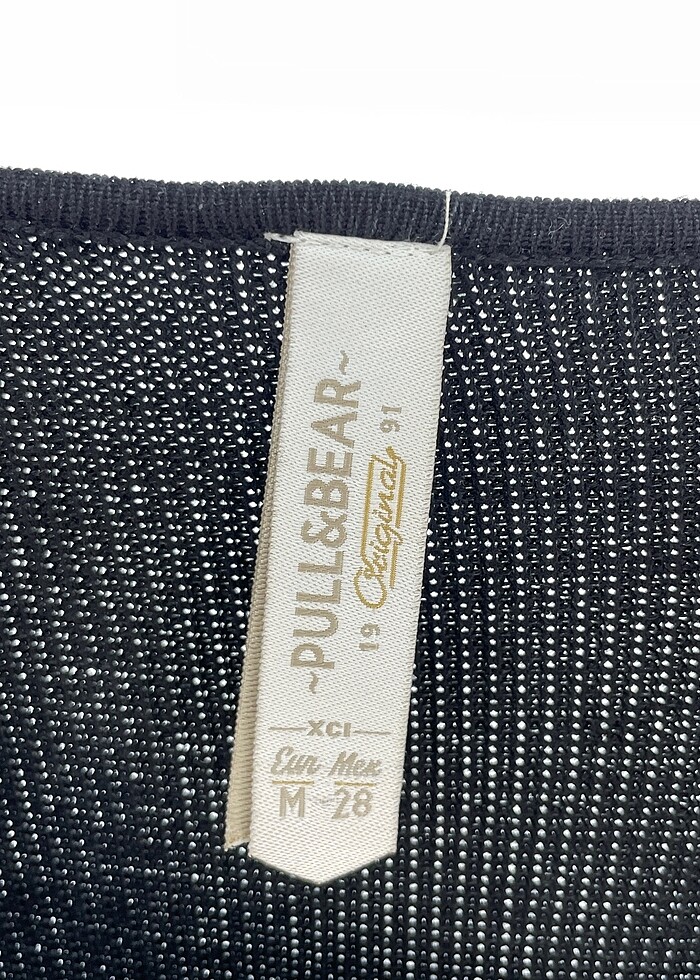 ~PULL&BEAR~
19 Original 91
XCI
Eur Mex
M 28